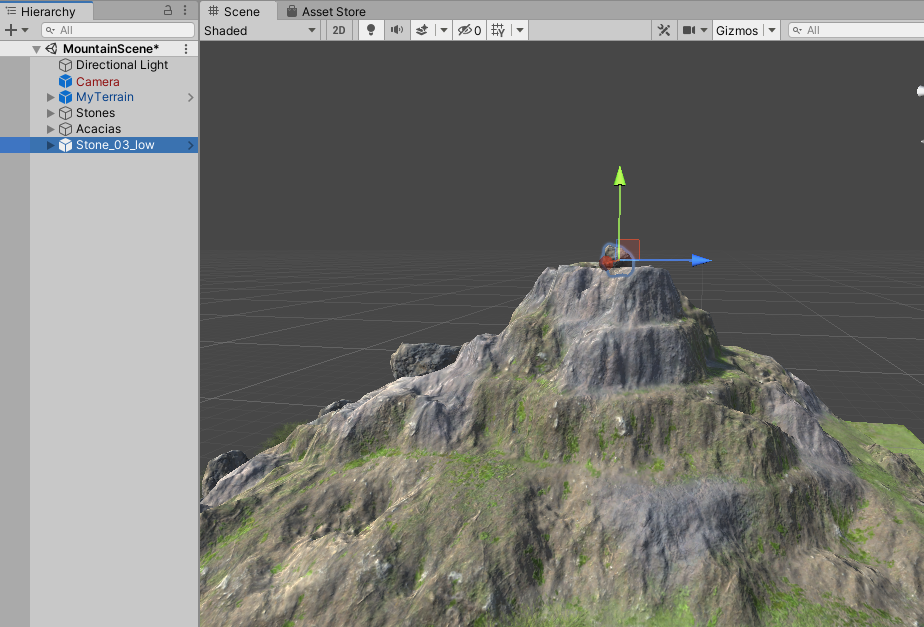 Hierarchy
All
MountainScene*
Directional Light
Camera
MyTerrain
Stones
Acacias
Stone_03_low
Scene
Asset Store
Shaded
2D
0
Gizmos
All